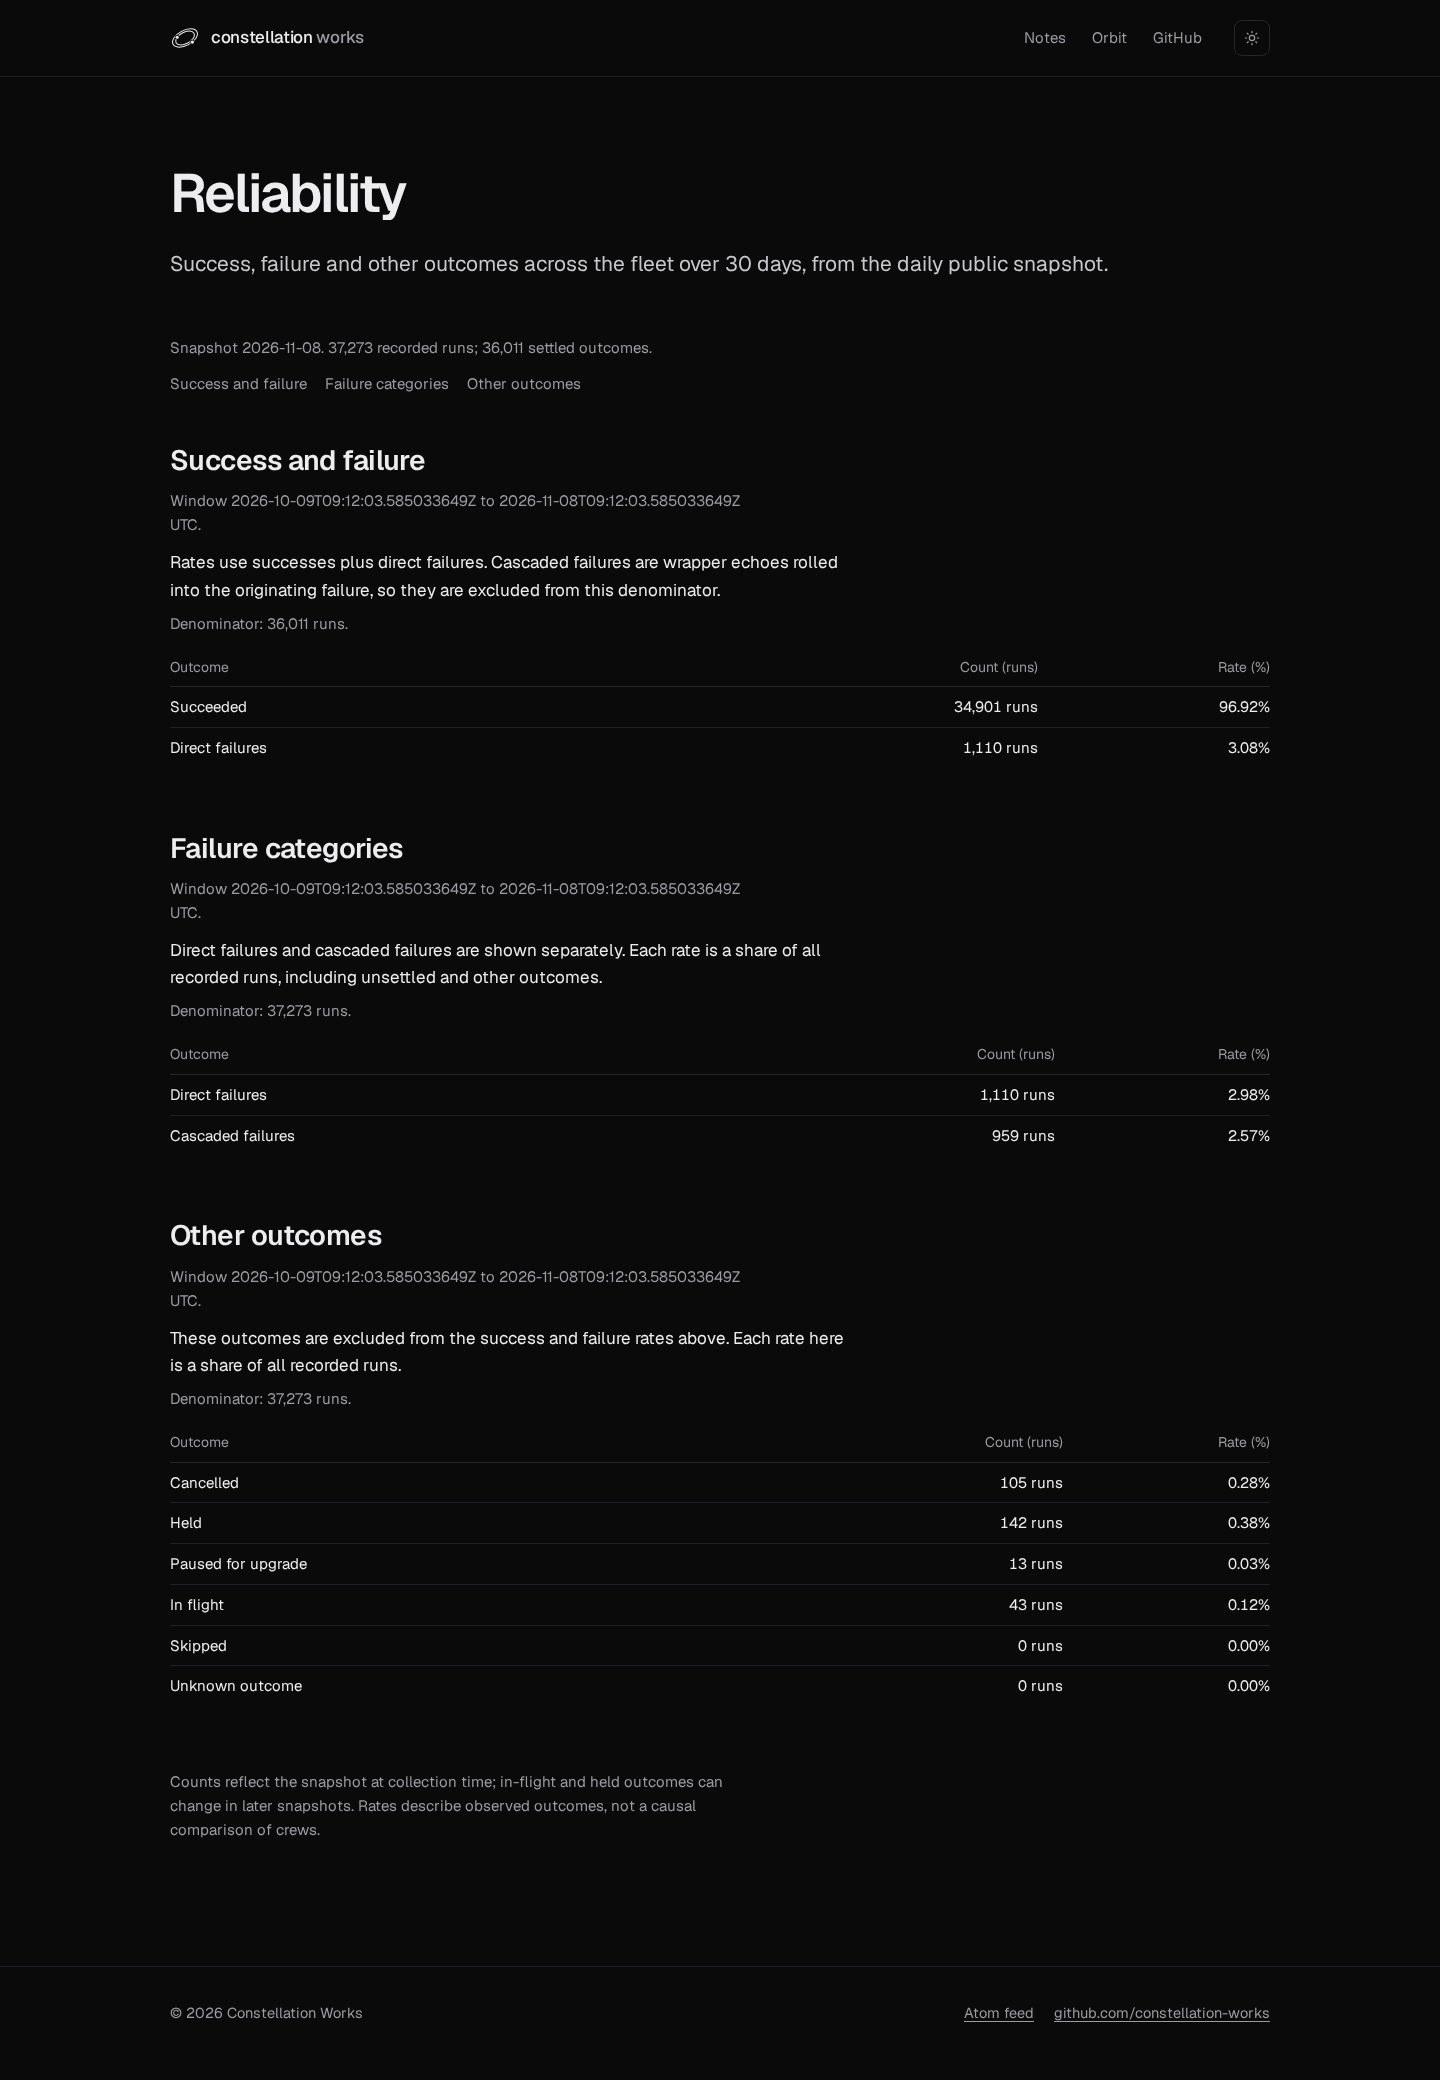 constellation works
Notes Orbit GitHub
Reliability
Success, failure and other outcomes across the fleet over 30 days, from the daily public snapshot.
Snapshot 2026-11-08. 37,273 recorded runs; 36,011 settled outcomes.
Success and failure Failure categories Other outcomes
Success and failure
Window 2026-10-09T09:12:03.585033649Z to 2026-11-08T09:12:03.585033649Z
UTC.
Rates use successes plus direct failures. Cascaded failures are wrapper echoes rolled
into the originating failure, so they are excluded from this denominator.
Denominator: 36,011 runs.
Outcome Count (runs) Rate (%)
Succeeded 34,901 runs 96.92%
Direct failures 1,110 runs 3.08%
Failure categories
Window 2026-10-09T09:12:03.585033649Z to 2026-11-08T09:12:03.585033649Z
UTC.
Direct failures and cascaded failures are shown separately. Each rate is a share of all
recorded runs, including unsettled and other outcomes.
Denominator: 37,273 runs.
Outcome Count (runs) Rate (%)
Direct failures 1,110 runs 2.98%
Cascaded failures 959 runs 2.57%
Other outcomes
Window 2026-10-09T09:12:03.585033649Z to 2026-11-08T09:12:03.585033649Z
UTC.
These outcomes are excluded from the success and failure rates above. Each rate here
is a share of all recorded runs.
Denominator: 37,273 runs.
Outcome Count (runs) Rate (%)
Cancelled 105 runs 0.28%
Held 142 runs 0.38%
Paused for upgrade 13 runs 0.03%
In flight 43 runs 0.12%
Skipped 0 runs 0.00%
Unknown outcome 0 runs 0.00%
Counts reflect the snapshot at collection time; in-flight and held outcomes can
change in later snapshots. Rates describe observed outcomes, not a causal
comparison of crews.
© 2026 Constellation Works
Atom feed github.com/constellation-works